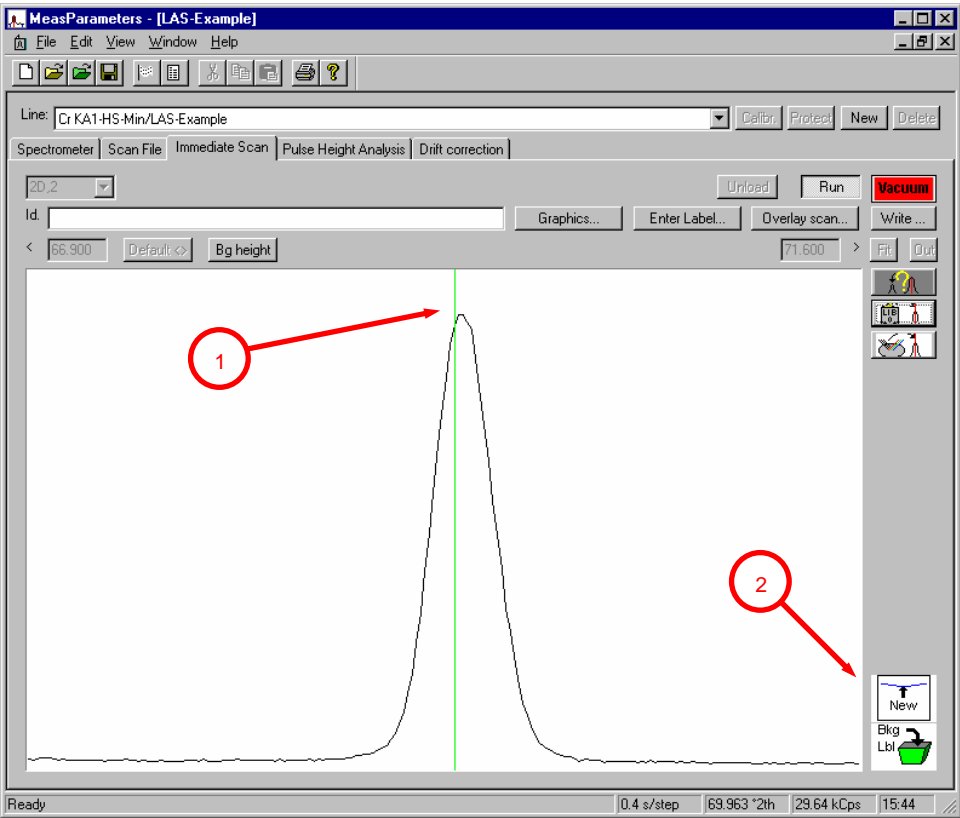 MeasParameters - [LAS-Example]
File Edit View Window Help
Line: Cr KA1-HS-Min/LAS-Example Calibr. Protect New Delete
Spectrometer Scan File Immediate Scan Pulse Height Analysis Drift correction
2D,2 Unload Run Vacuum
Id. Graphics... Enter Label... Overlay scan... Write ...
< 66.900 Default <> Bg height 71.600 > Fit Out
LIB
1
2
New
Bkg
Lbl
Ready 0.4 s/step 69.963 °2th 29.64 kCps 15:44